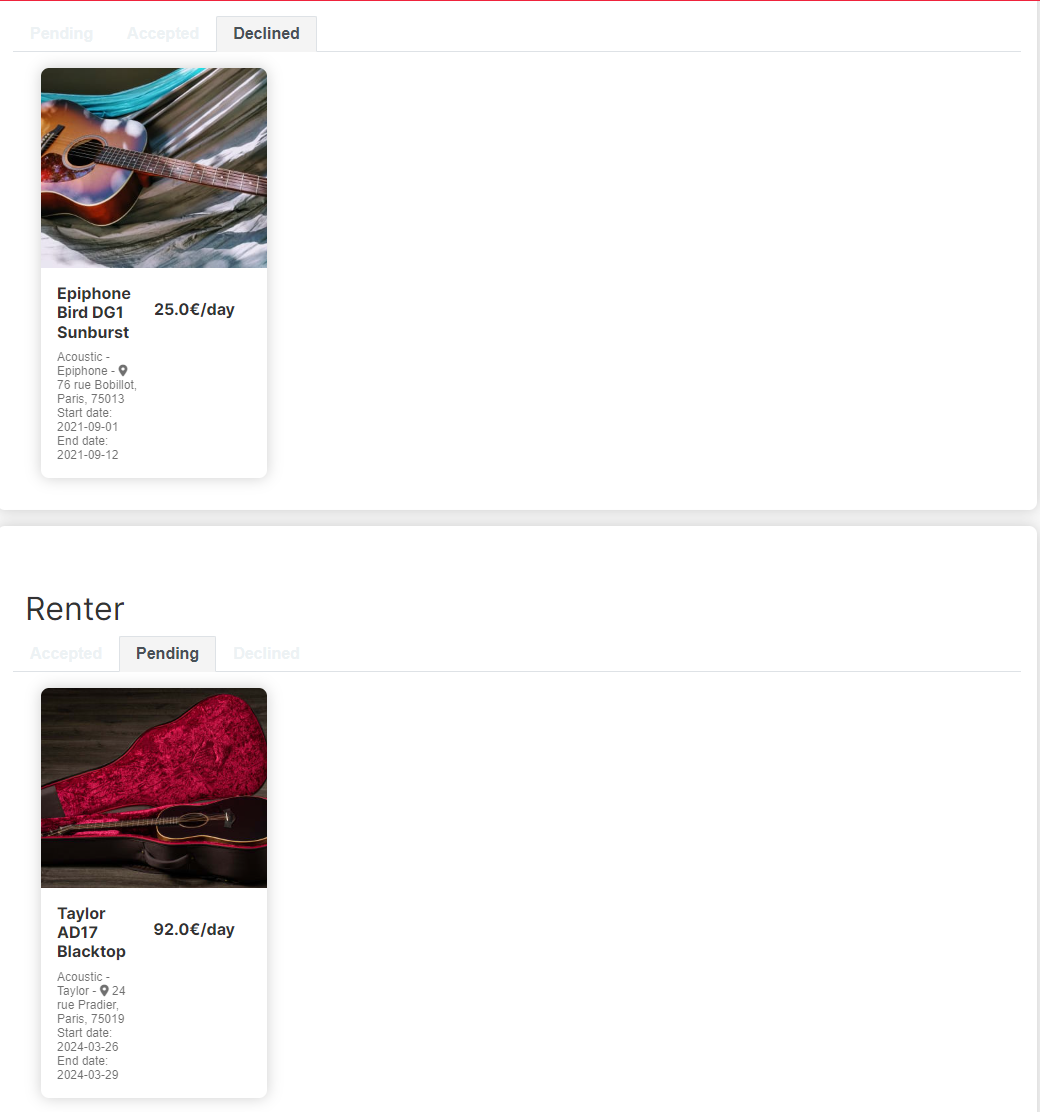 Pending Accepted Declined
Epiphone
Bird DG1
Sunburst
25.0€/day
Acoustic -
Epiphone -
76 rue Bobillot,
Paris, 75013
Start date:
2021-09-01
End date:
2021-09-12
Renter
Accepted Pending Declined
Taylor
AD17
Blacktop
92.0€/day
Acoustic -
Taylor - 24
rue Pradier,
Paris, 75019
Start date:
2024-03-26
End date:
2024-03-29